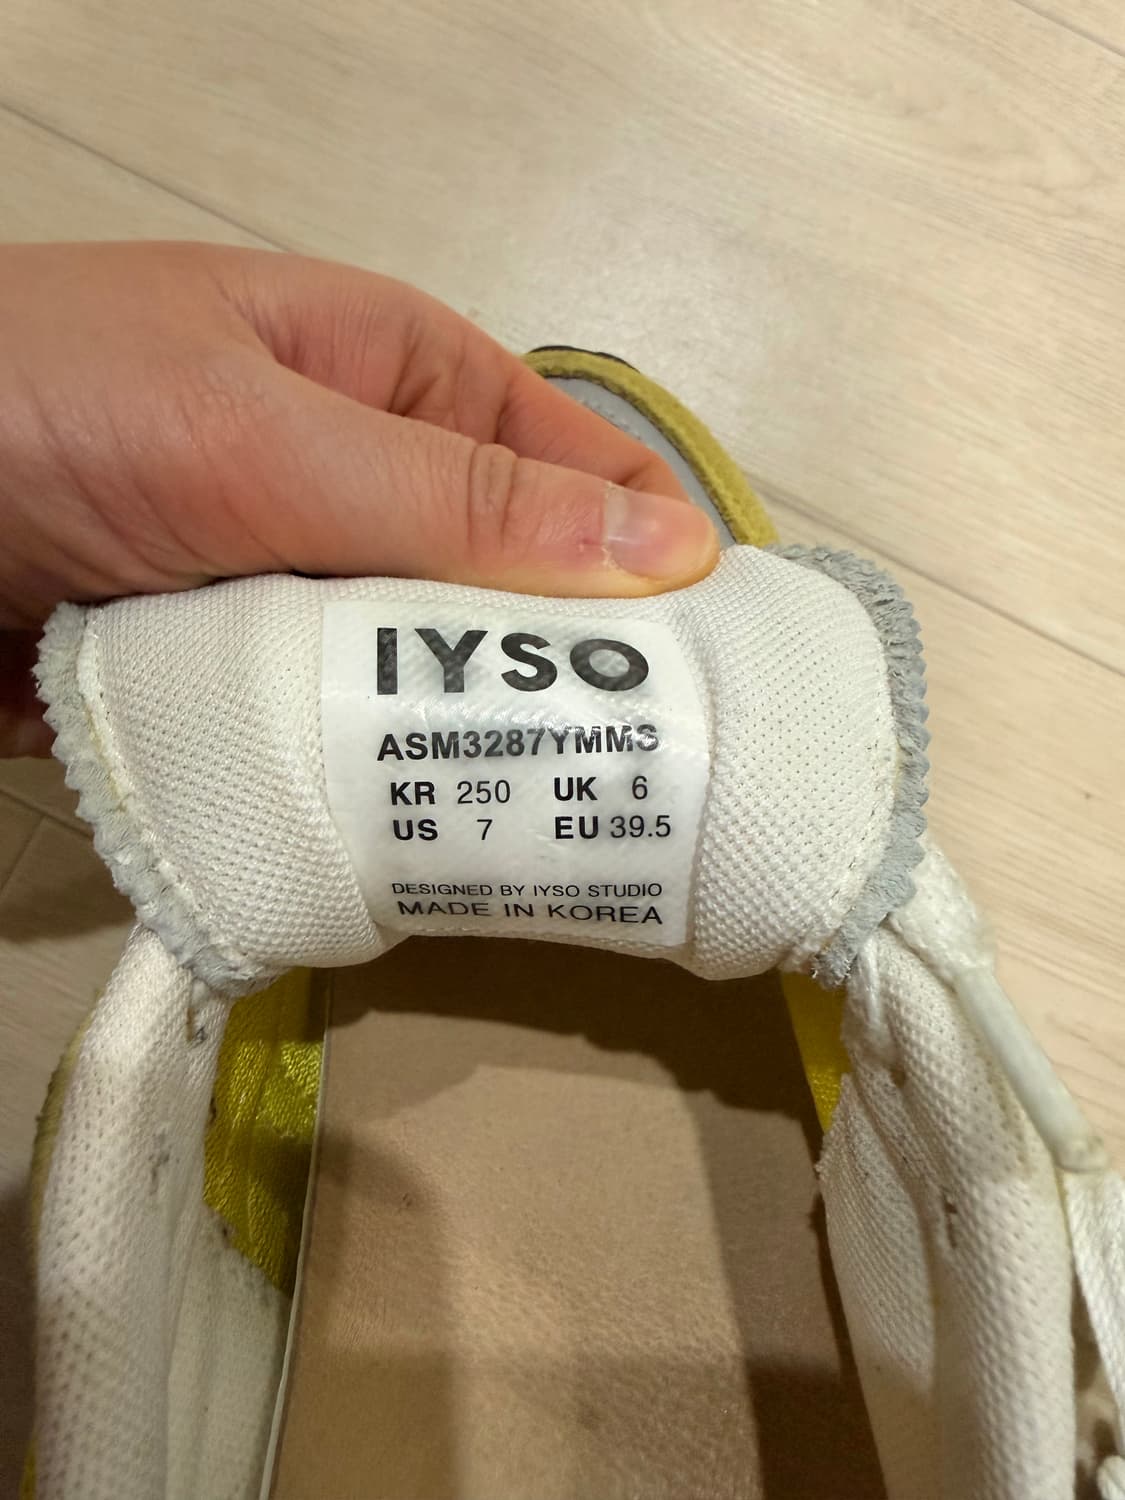 IYSO
ASM3287YMMS
KR 250 UK 6
US 7 EU 39.5
DESIGNED BY IYSO STUDIO
MADE IN KOREA